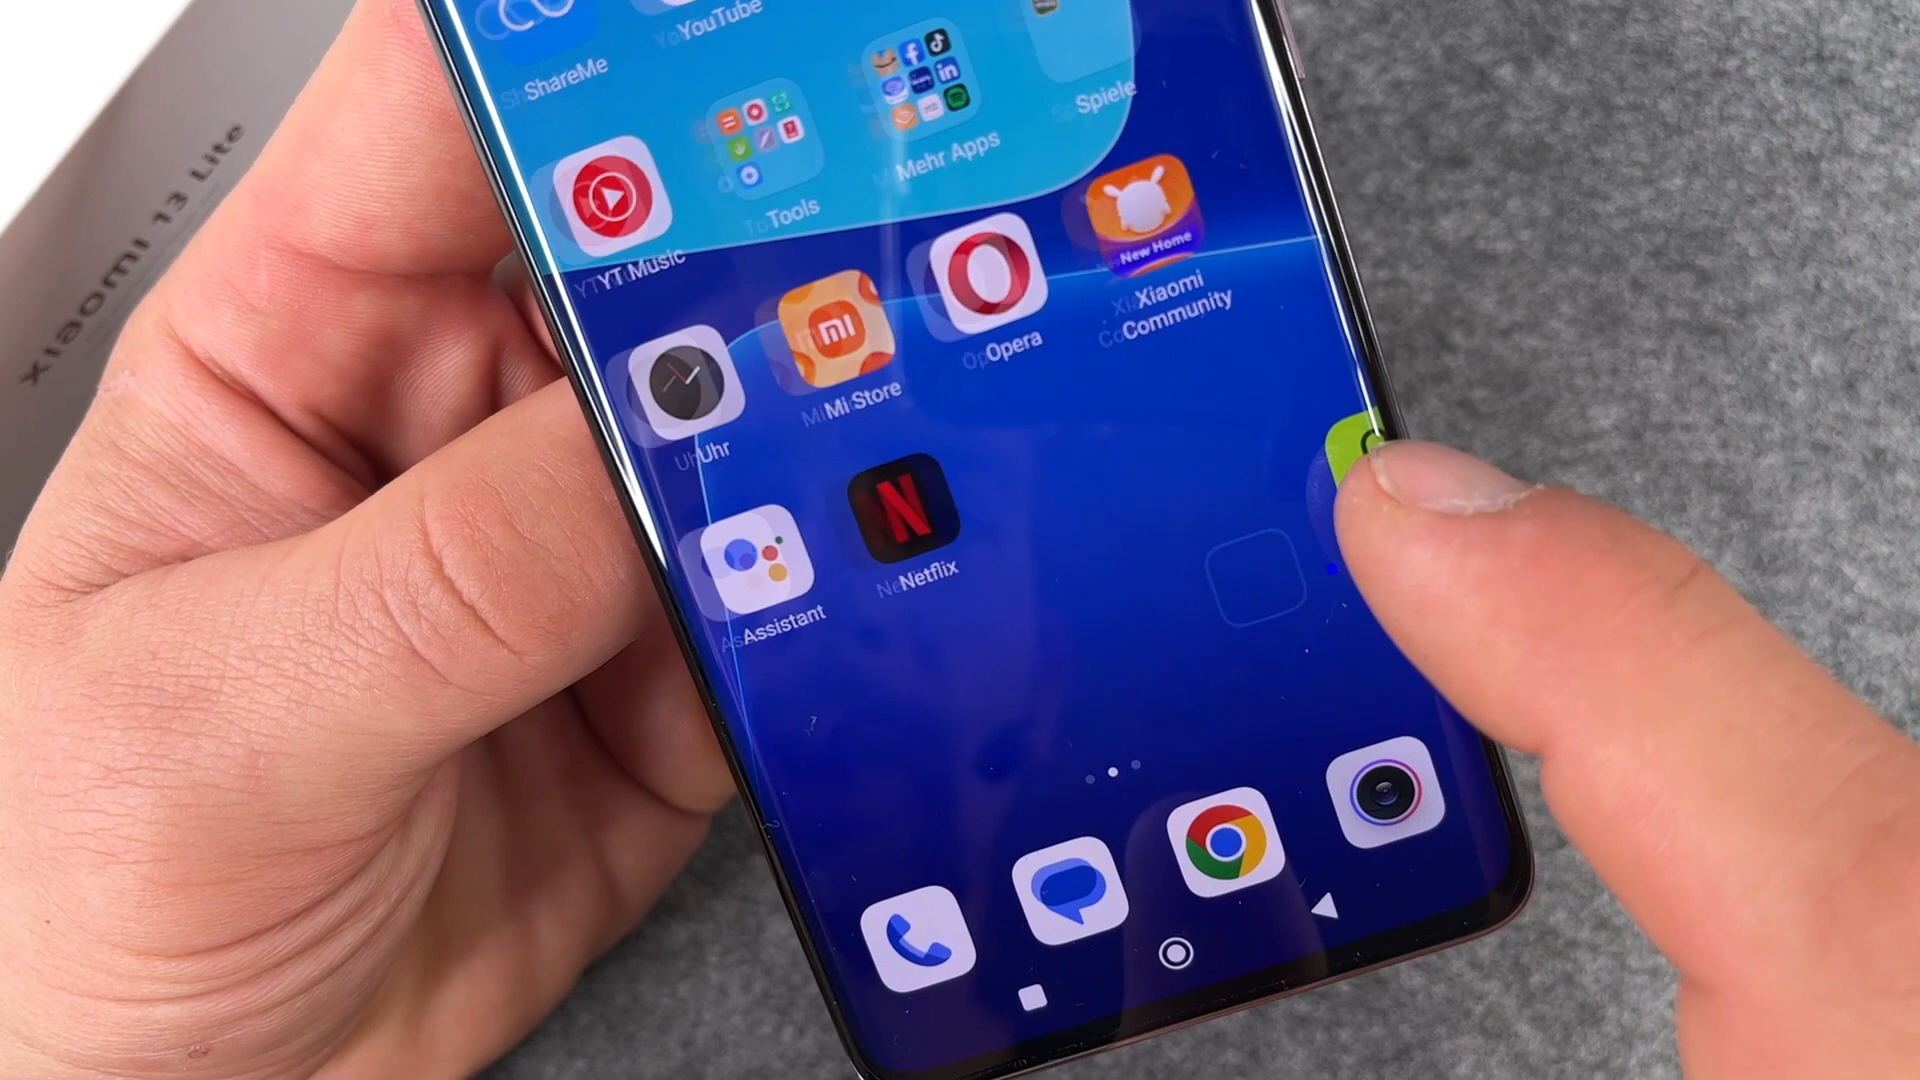 Xiaomi 13 Lite
ShareMe
YouTube
YT Music
Tools
Mehr Apps
Spiele
Uhr
mi
Mi Store
Opera
New Home
Xiaomi
Community
Assistant
N
Netflix